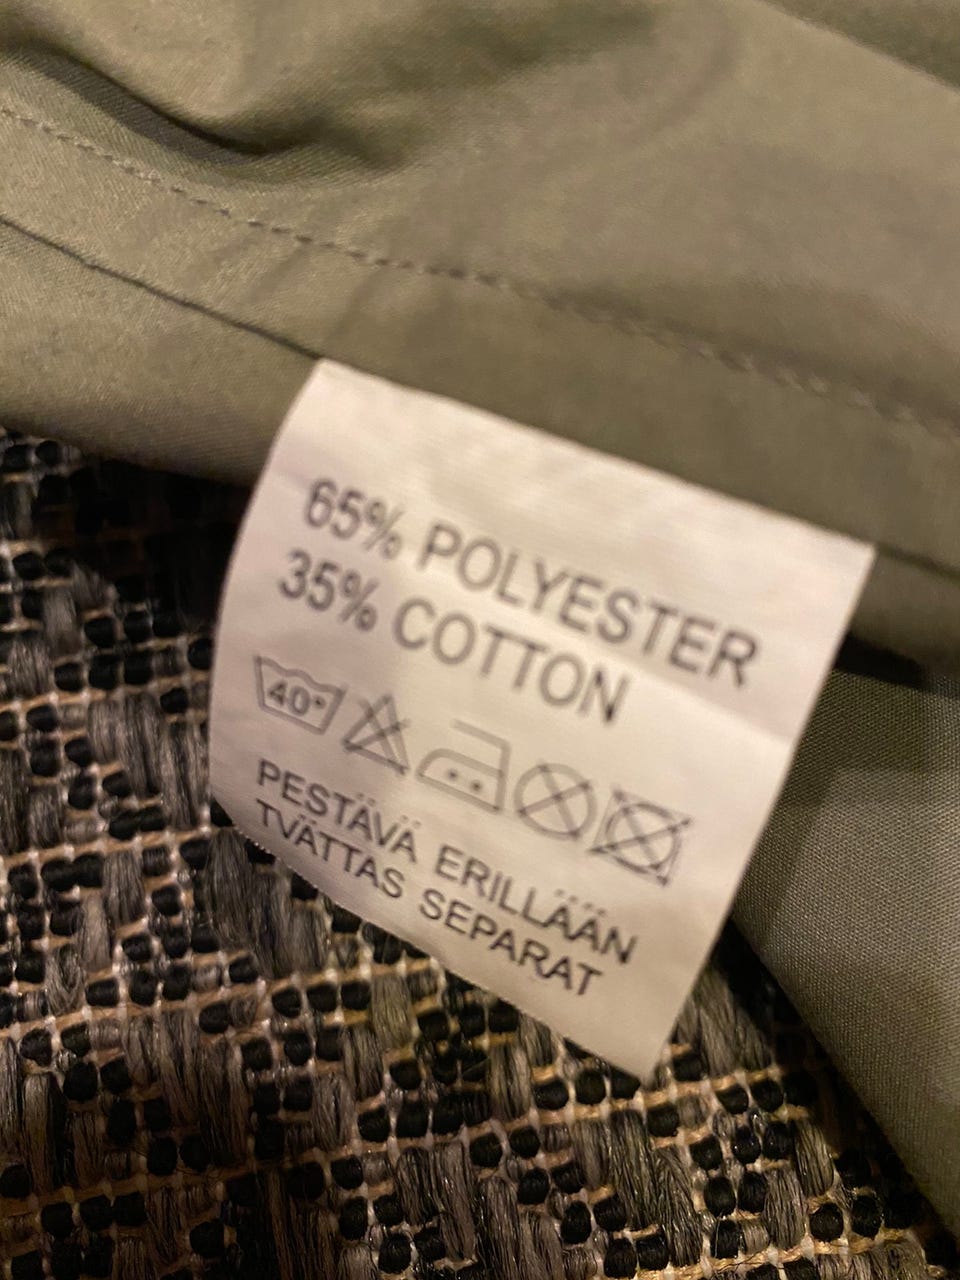 65% POLYESTER
35% COTTON
40°
PESTÄVÄ ERILLÄÄN
TVÄTTAS SEPARAT